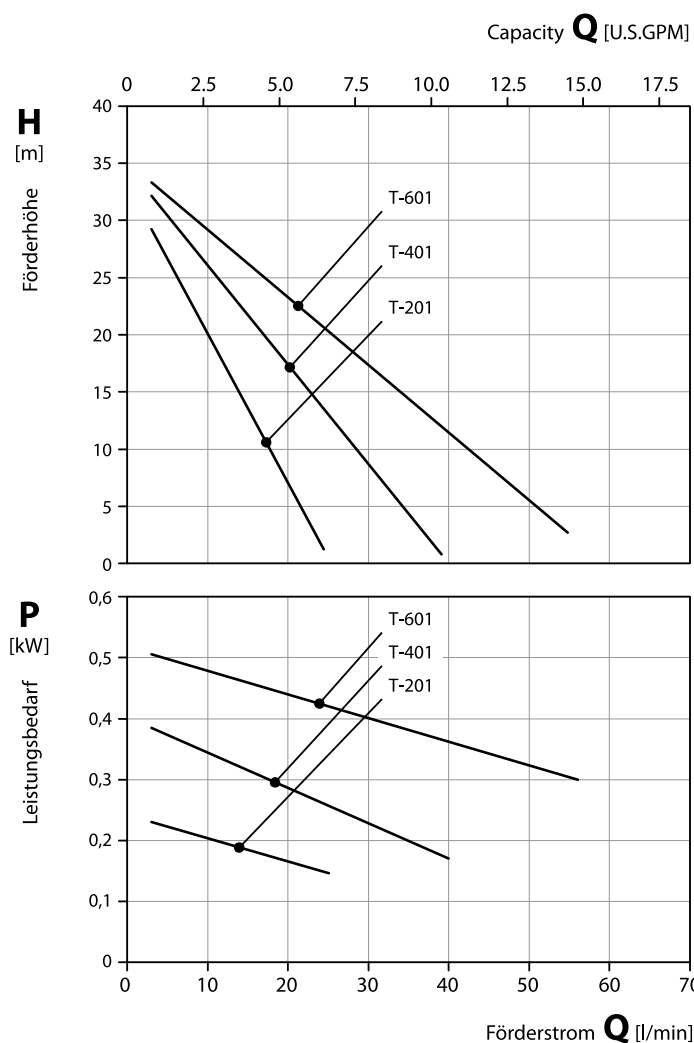 Capacity Q [U.S.GPM]
0 2.5 5.0 7.5 10.0 12.5 15.0 17.5
H
[m]
Förderhöhe
40
35
30
25
20
15
10
5
0
T-601
T-401
T-201
P
[kW]
Leistungsbedarf
0,6
0,5
0,4
0,3
0,2
0,1
0
T-601
T-401
T-201
0 10 20 30 40 50 60 70
Förderstrom Q [l/min]